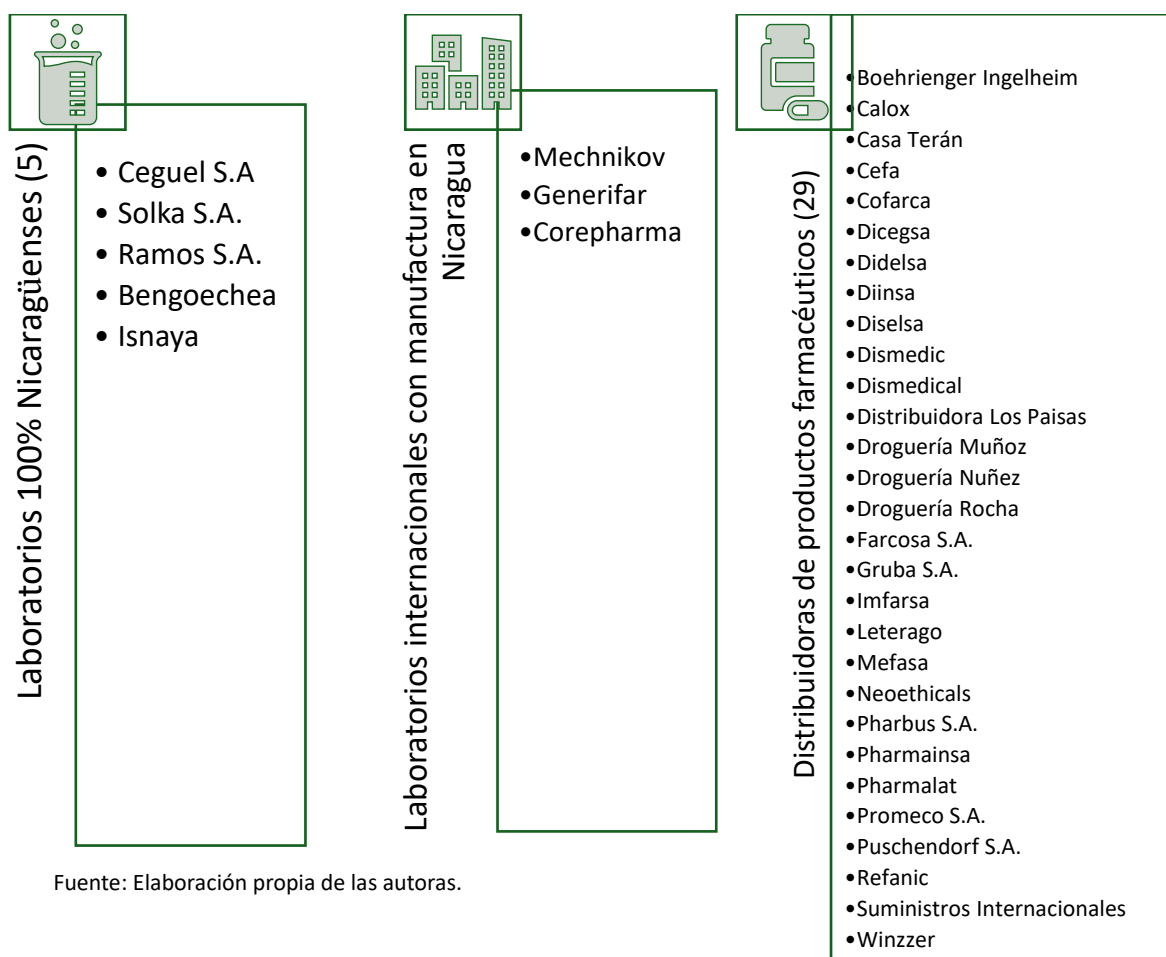 Laboratorios 100% Nicaragüenses (5)
• Ceguel S.A
• Solka S.A.
• Ramos S.A.
• Bengoechea
• Isnaya
Laboratorios internacionales con manufactura en
Nicaragua
•Mechnikov
•Generifar
•Corepharma
Distribuidoras de productos farmacéuticos (29)
•Boehrienger Ingelheim
•Calox
•Casa Terán
•Cefa
•Cofarca
•Dicegsa
•Didelsa
•Diinsa
•Diselsa
•Dismedic
•Dismedical
•Distribuidora Los Paisas
•Droguería Muñoz
•Droguería Nuñez
•Droguería Rocha
•Farcosa S.A.
•Gruba S.A.
•Imfarsa
•Leterago
•Mefasa
•Neoethicals
•Pharbus S.A.
•Pharmainsa
•Pharmalat
•Promeco S.A.
•Puschendorf S.A.
•Refanic
•Suministros Internacionales
•Winzzer
Fuente: Elaboración propia de las autoras.